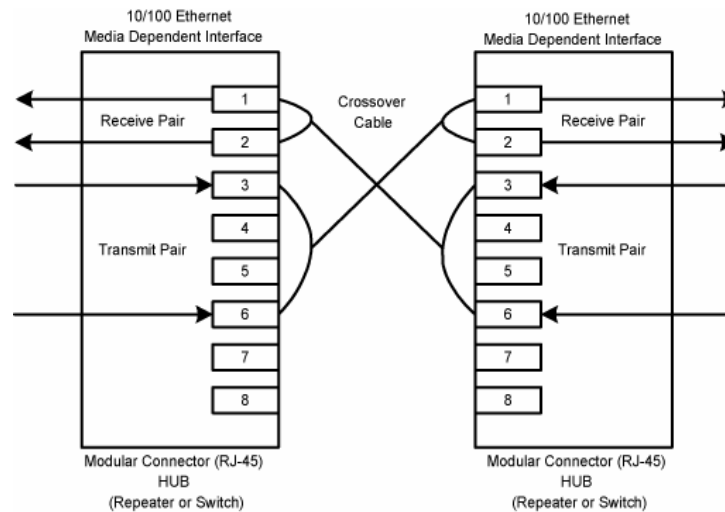 10/100 Ethernet
Media Dependent Interface
1
Receive Pair
2
3
4
Transmit Pair
5
6
7
8
Modular Connector (RJ-45)
HUB
(Repeater or Switch)
Crossover
Cable
10/100 Ethernet
Media Dependent Interface
1
Receive Pair
2
3
4
Transmit Pair
5
6
7
8
Modular Connector (RJ-45)
HUB
(Repeater or Switch)